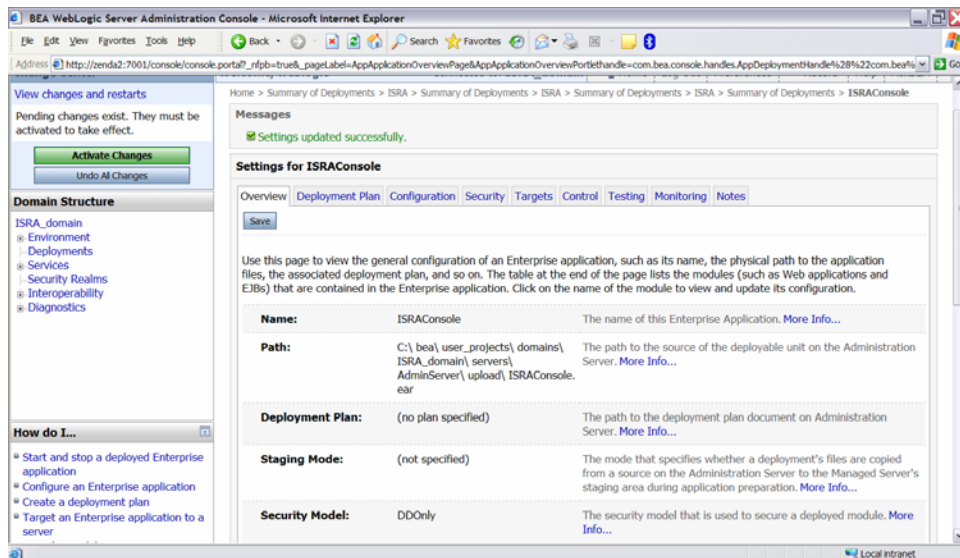 BEA WebLogic Server Administration Console - Microsoft Internet Explorer
File Edit View Favorites Tools Help
Back Search Favorites
Address http://zenda2:7001/console/console.portal?_nfpb=true&_pageLabel=AppApplicationOverviewPage&AppApplicationOverviewPortlethandle=com.bea.console.handles.AppDeploymentHandle%28%22com.bea% Go
View changes and restarts
Pending changes exist. They must be
activated to take effect.
Activate Changes
Undo All Changes
Domain Structure
ISRA_domain
Environment
Deployments
Services
Security Realms
Interoperability
Diagnostics
How do I...
Start and stop a deployed Enterprise
application
Configure an Enterprise application
Create a deployment plan
Target an Enterprise application to a
server
Home > Summary of Deployments > ISRA > Summary of Deployments > ISRA > Summary of Deployments > ISRA > Summary of Deployments > ISRAConsole
Messages
Settings updated successfully.
Settings for ISRAConsole
Overview Deployment Plan Configuration Security Targets Control Testing Monitoring Notes
Save
Use this page to view the general configuration of an Enterprise application, such as its name, the physical path to the application
files, the associated deployment plan, and so on. The table at the end of the page lists the modules (such as Web applications and
EJBs) that are contained in the Enterprise application. Click on the name of the module to view and update its configuration.
Name: ISRAConsole The name of this Enterprise Application. More Info...
Path: C:\ bea\ user_projects\ domains\ The path to the source of the deployable unit on the Administration
ISRA_domain\ servers\ Server. More Info...
AdminServer\ upload\ ISRAConsole.
ear
Deployment Plan: (no plan specified) The path to the deployment plan document on Administration
Server. More Info...
Staging Mode: (not specified) The mode that specifies whether a deployment's files are copied
from a source on the Administration Server to the Managed Server's
staging area during application preparation. More Info...
Security Model: DDOnly The security model that is used to secure a deployed module. More
Info...
Local intranet